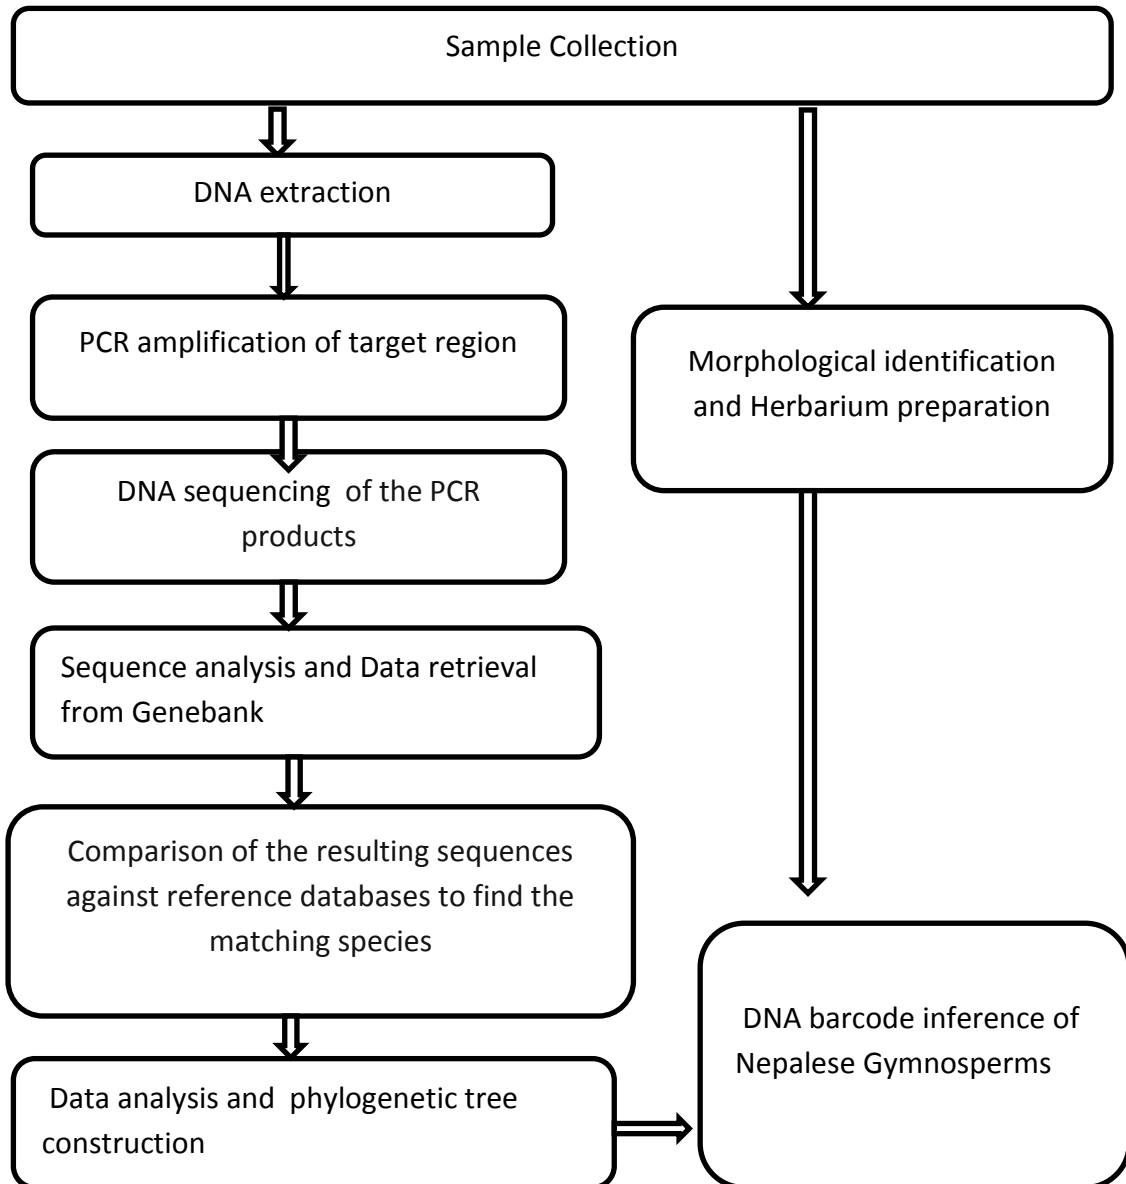 Sample Collection
DNA extraction
PCR amplification of target region
Morphological identification
and Herbarium preparation
DNA sequencing of the PCR
products
Sequence analysis and Data retrieval
from Genebank
Comparison of the resulting sequences
against reference databases to find the
matching species
DNA barcode inference of
Nepalese Gymnosperms
Data analysis and phylogenetic tree
construction